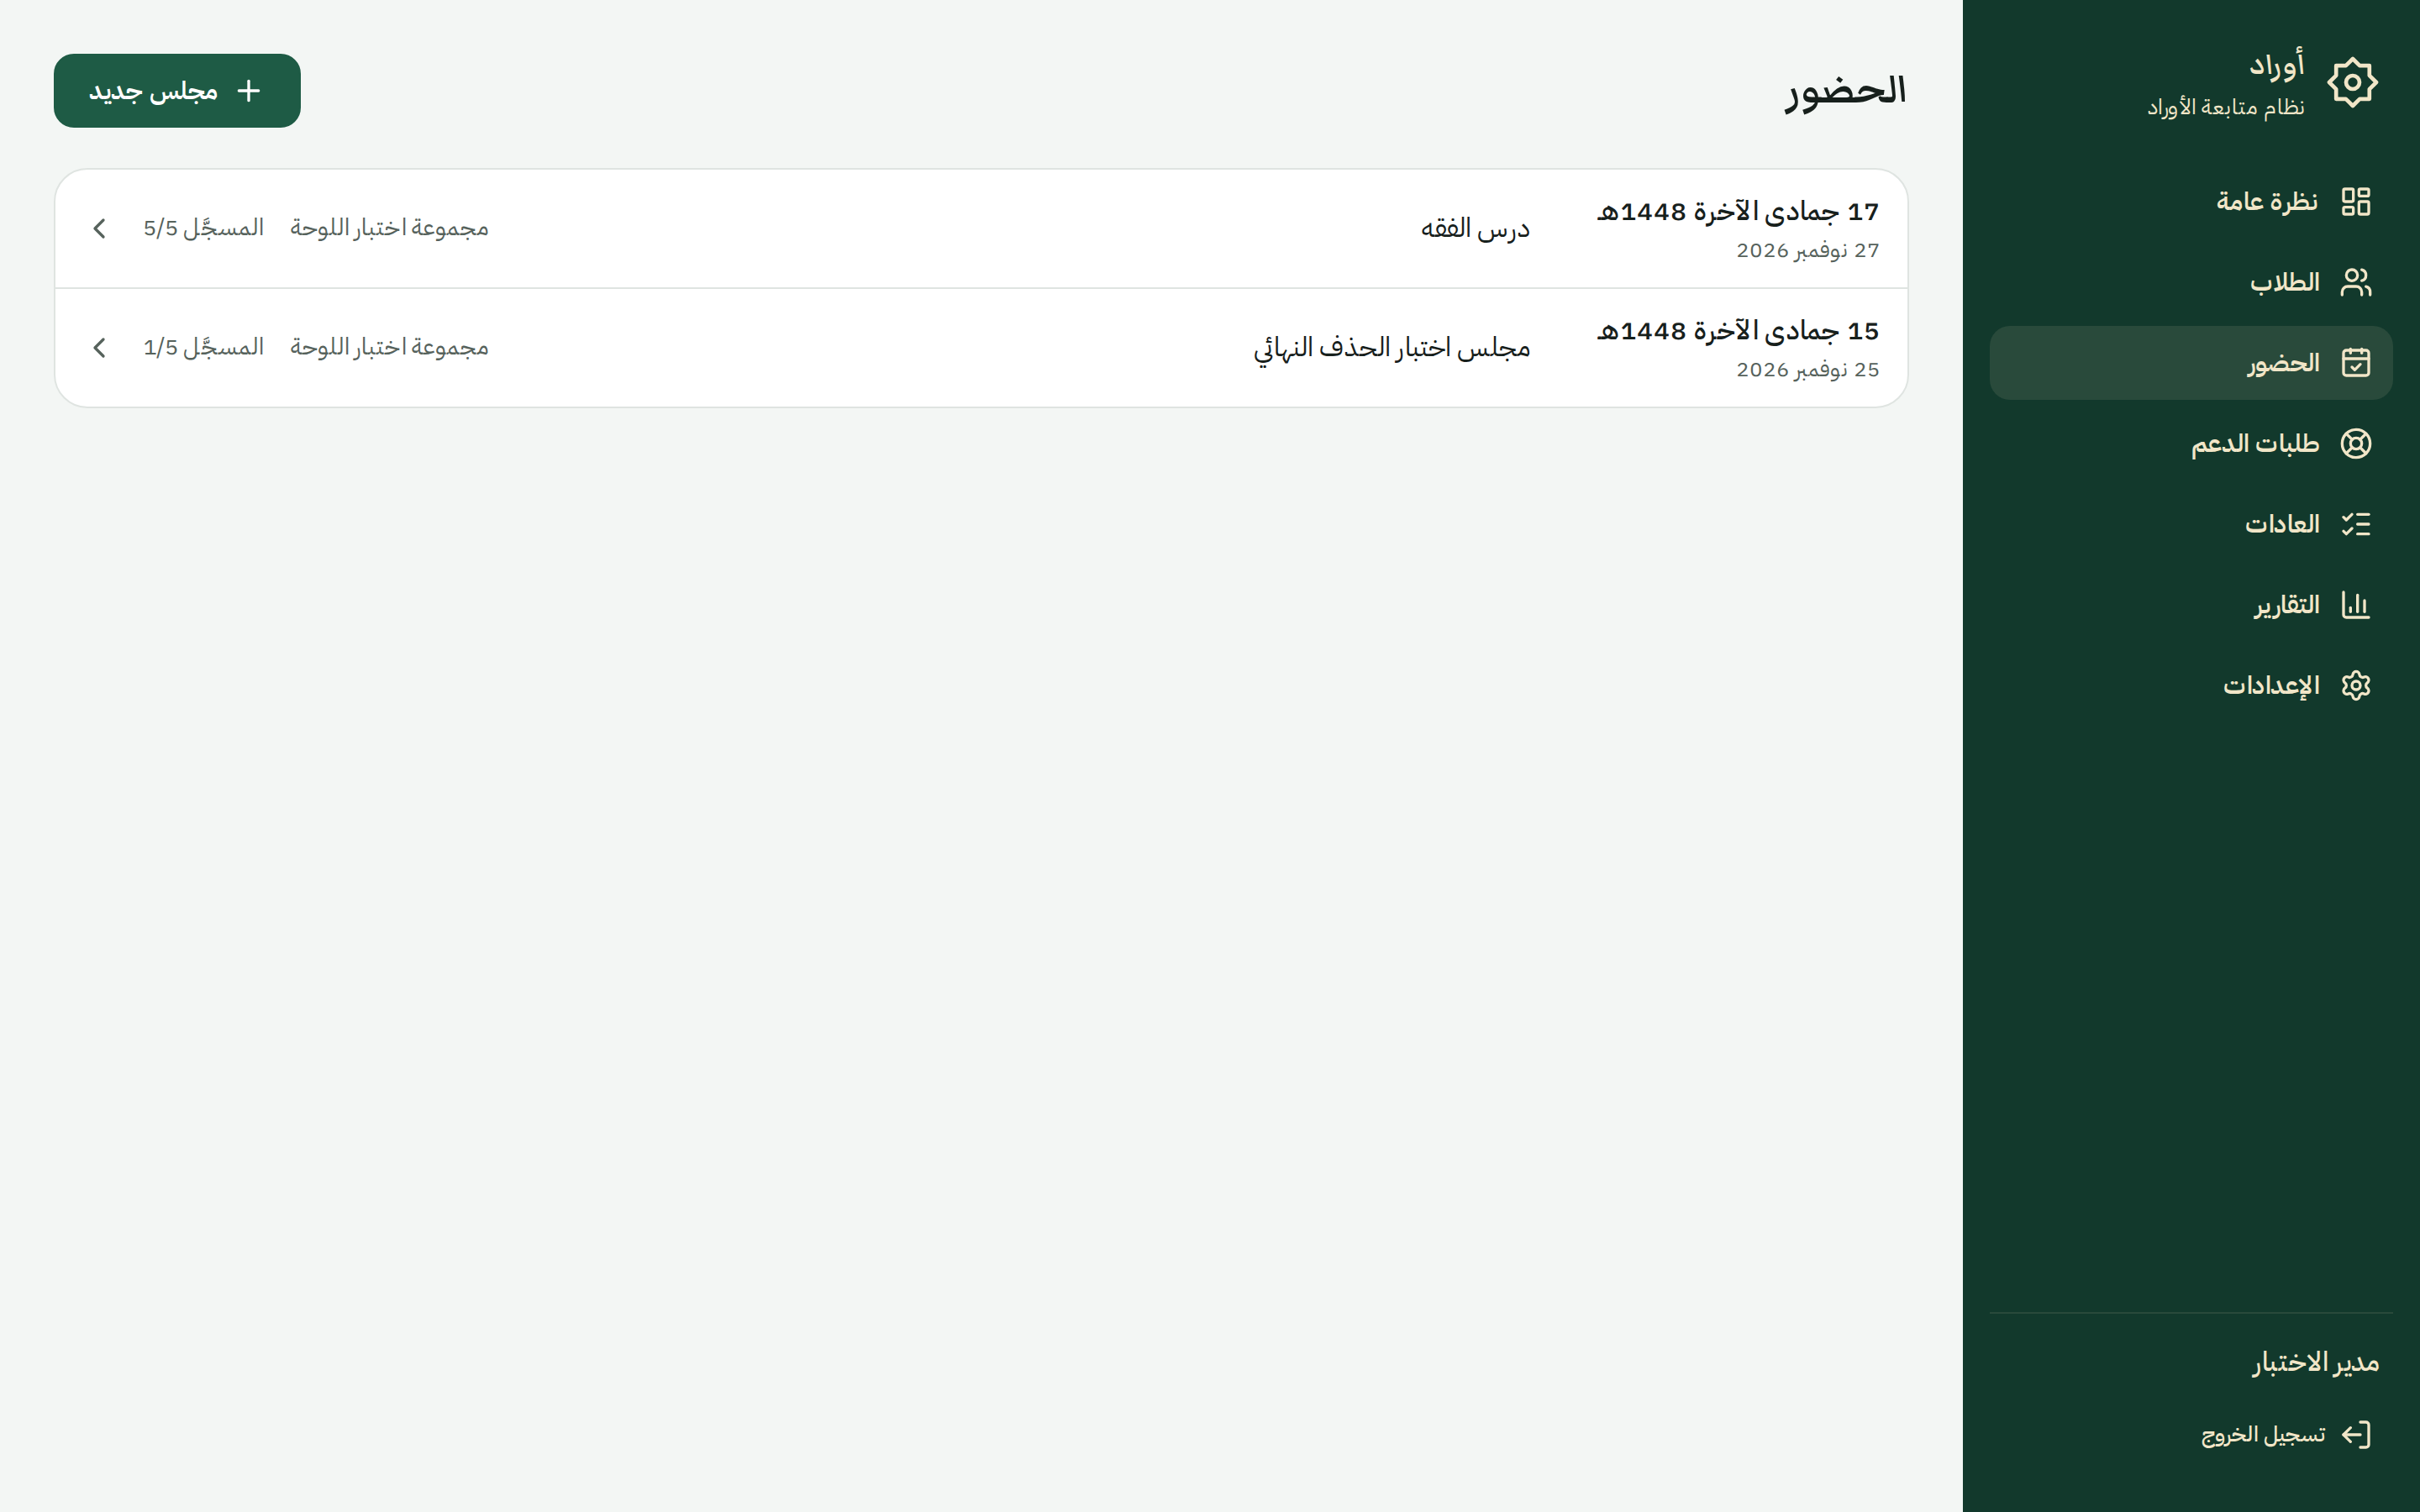 أوراد
نظام متابعة الأوراد
نظرة عامة
الطلاب
الحضور
طلبات الدعم
العادات
التقارير
الإعدادات
مدير الاختبار
تسجيل الخروج
الحضور
مجلس جديد
17 جمادى الآخرة 1448هـ
27 نوفمبر 2026
درس الفقه
مجموعة اختبار اللوحة
المسجَّل 5/5
15 جمادى الآخرة 1448هـ
25 نوفمبر 2026
مجلس اختبار الحذف النهائي
مجموعة اختبار اللوحة
المسجَّل 1/5